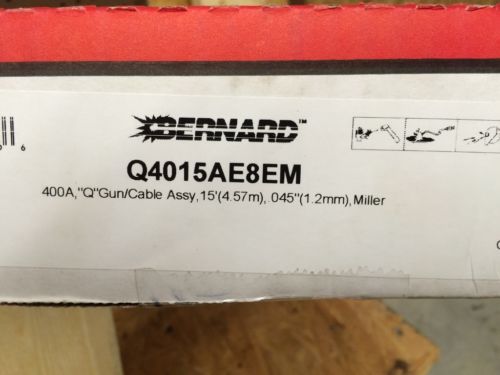 BERNARD™
Q4015AE8EM
400A,"Q"Gun/Cable Assy,15'(4.57m), .045"(1.2mm), Miller